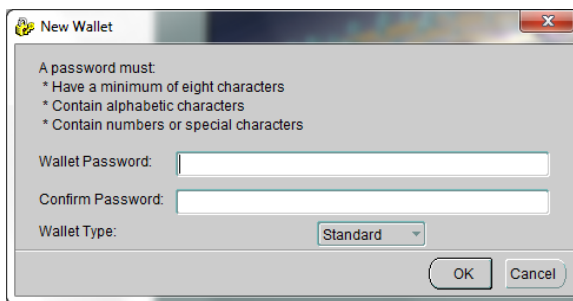 New Wallet
A password must:
* Have a minimum of eight characters
* Contain alphabetic characters
* Contain numbers or special characters
Wallet Password:
Confirm Password:
Wallet Type: Standard
OK Cancel